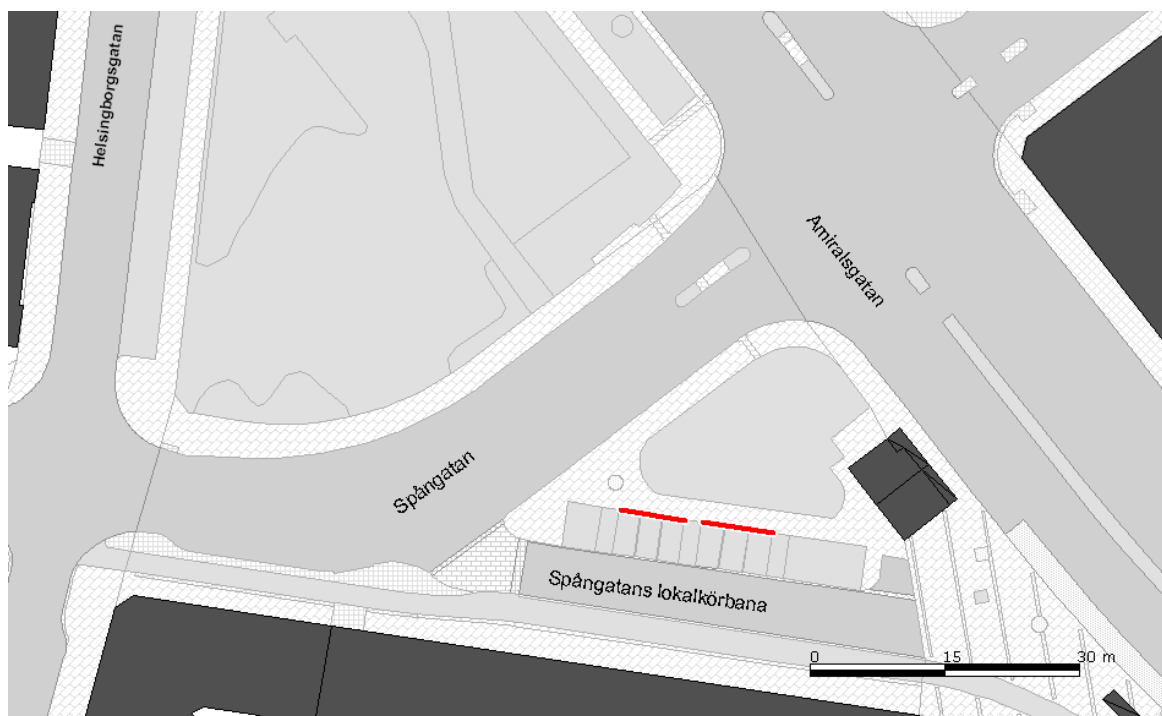 Helsingborgsgatan
Amiralsgatan
Spångatan
Spångatans lokalkörbana
0 15 30 m